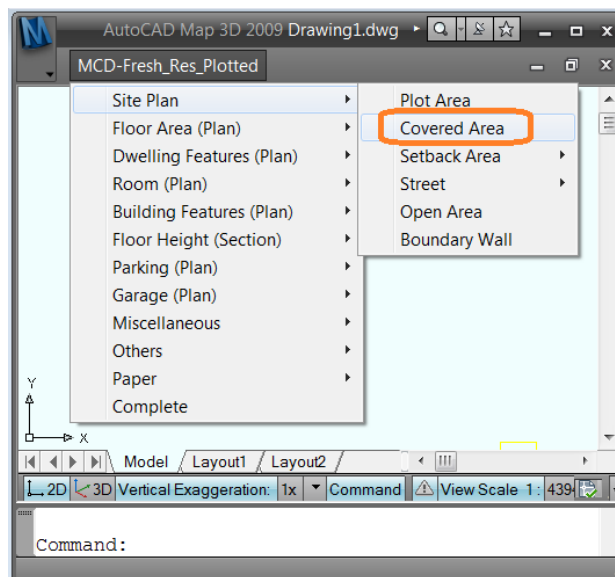 AutoCAD Map 3D 2009 Drawing1.dwg
MCD-Fresh_Res_Plotted
Site Plan
Floor Area (Plan)
Dwelling Features (Plan)
Room (Plan)
Building Features (Plan)
Floor Height (Section)
Parking (Plan)
Garage (Plan)
Miscellaneous
Others
Paper
Complete
Plot Area
Covered Area
Setback Area
Street
Open Area
Boundary Wall
Y
X
Model Layout1 Layout2
2D 3D Vertical Exaggeration: 1x Command View Scale 1: 439
Command: